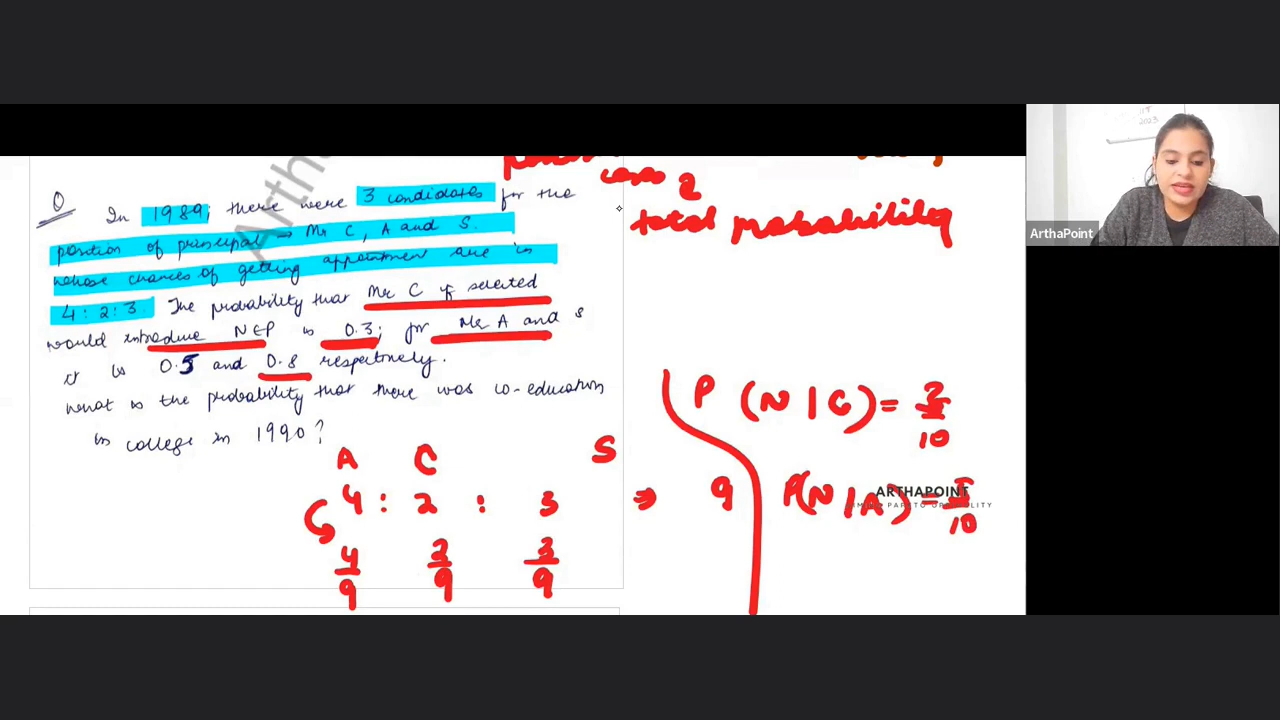 cases 2
total probability
Q In 1989, there were 3 candidates for the
position of principal → Mr C, A and S.
whose chances of getting appointment are in
4:2:3. The probability that Mr C if selected
would introduce NEP is 0.3; for Mr A and S
it is 0.5 and 0.8 respectively.
what is the probability that there was co-education
in college in 1990?
A C S
4 : 2 : 3 ⇒ 9
4/9 2/9 3/9
P (N | C) = 3/10
P(N | A) = 5/10
ARTHAPOINT
Artha
ArthaPoint
IIT
2023